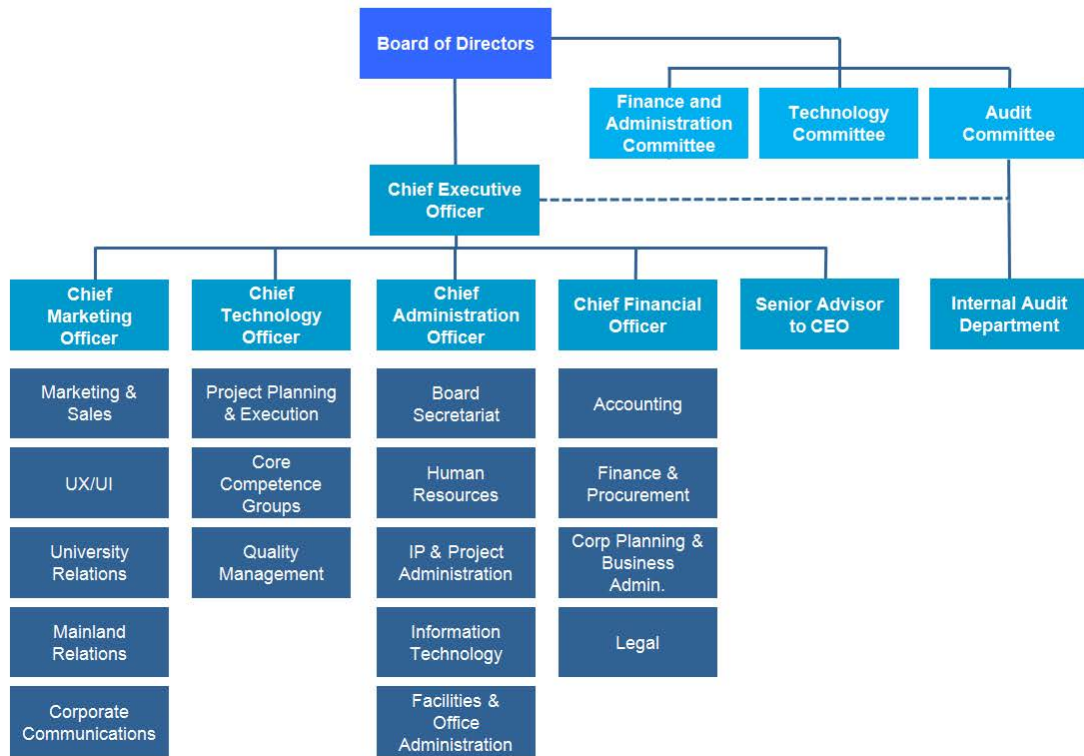 Board of Directors
Finance and
Administration
Committee
Technology
Committee
Audit
Committee
Chief Executive
Officer
Chief
Marketing
Officer
Chief
Technology
Officer
Chief
Administration
Officer
Chief Financial
Officer
Senior Advisor
to CEO
Internal Audit
Department
Marketing &
Sales
Project Planning
& Execution
Board
Secretariat
Accounting
UX/UI
Core
Competence
Groups
Human
Resources
Finance &
Procurement
University
Relations
Quality
Management
IP & Project
Administration
Corp Planning &
Business
Admin.
Mainland
Relations
Information
Technology
Legal
Corporate
Communications
Facilities &
Office
Administration